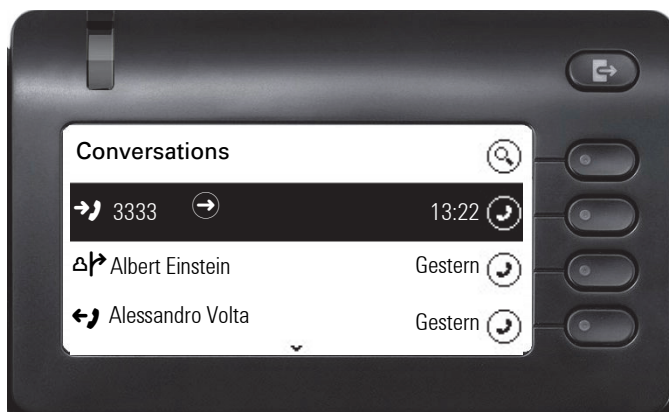 Conversations
3333 13:22
Albert Einstein Gestern
Alessandro Volta Gestern